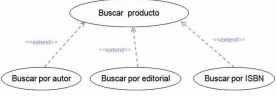 Buscar producto
<<extend>>
<<extend>>
<<extend>>
Buscar por autor
Buscar por editorial
Buscar por ISBN